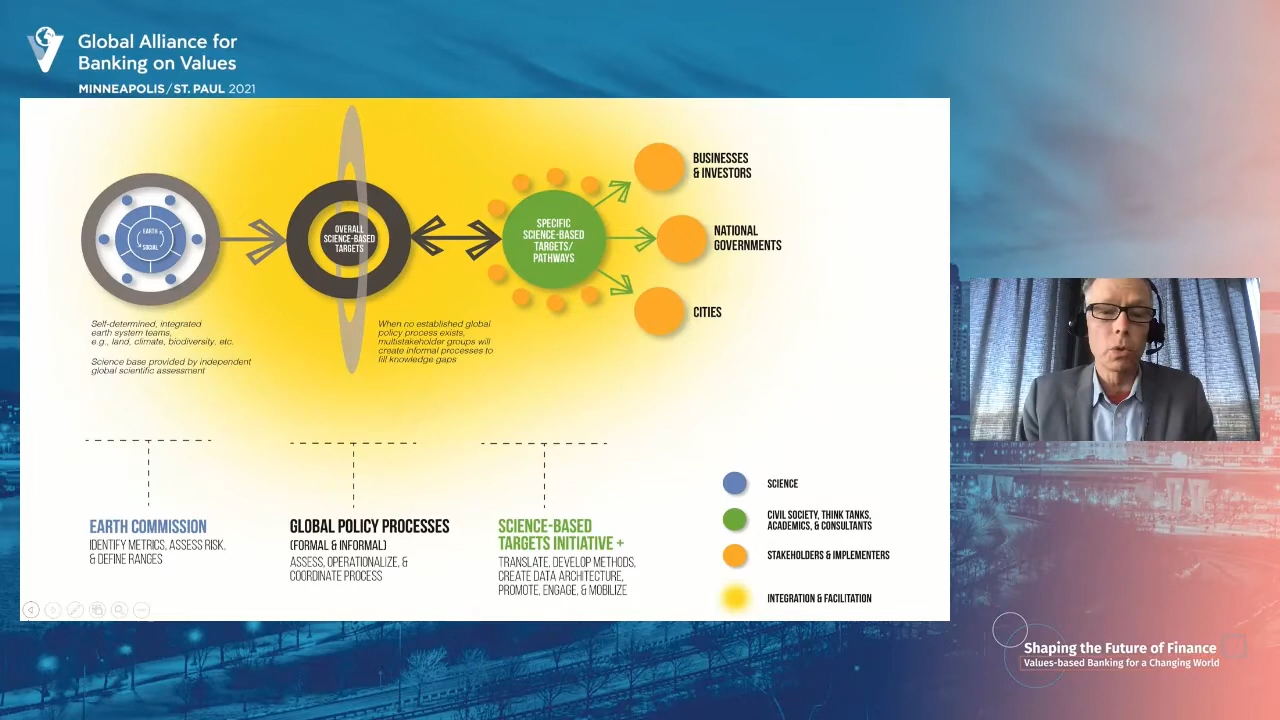 Global Alliance for
Banking on Values
MINNEAPOLIS/ST. PAUL 2021
EARTH
SOCIAL
Self-determined, integrated
earth system teams,
e.g., land, climate, biodiversity, etc.
Science base provided by independent
global scientific assessment
OVERALL
SCIENCE-BASED
TARGETS
When no established global
policy process exists,
multistakeholder groups will
create informal processes to
fill knowledge gaps
SPECIFIC
SCIENCE-BASED
TARGETS/
PATHWAYS
BUSINESSES
& INVESTORS
NATIONAL
GOVERNMENTS
CITIES
EARTH COMMISSION
IDENTIFY METRICS, ASSESS RISK,
& DEFINE RANGES
GLOBAL POLICY PROCESSES
(FORMAL & INFORMAL)
ASSESS, OPERATIONALIZE, &
COORDINATE PROCESS
SCIENCE-BASED
TARGETS INITIATIVE +
TRANSLATE, DEVELOP METHODS,
CREATE DATA ARCHITECTURE,
PROMOTE, ENGAGE, & MOBILIZE
SCIENCE
CIVIL SOCIETY, THINK TANKS,
ACADEMICS, & CONSULTANTS
STAKEHOLDERS & IMPLEMENTERS
INTEGRATION & FACILITATION
Shaping the Future of Finance
Values-based Banking for a Changing World